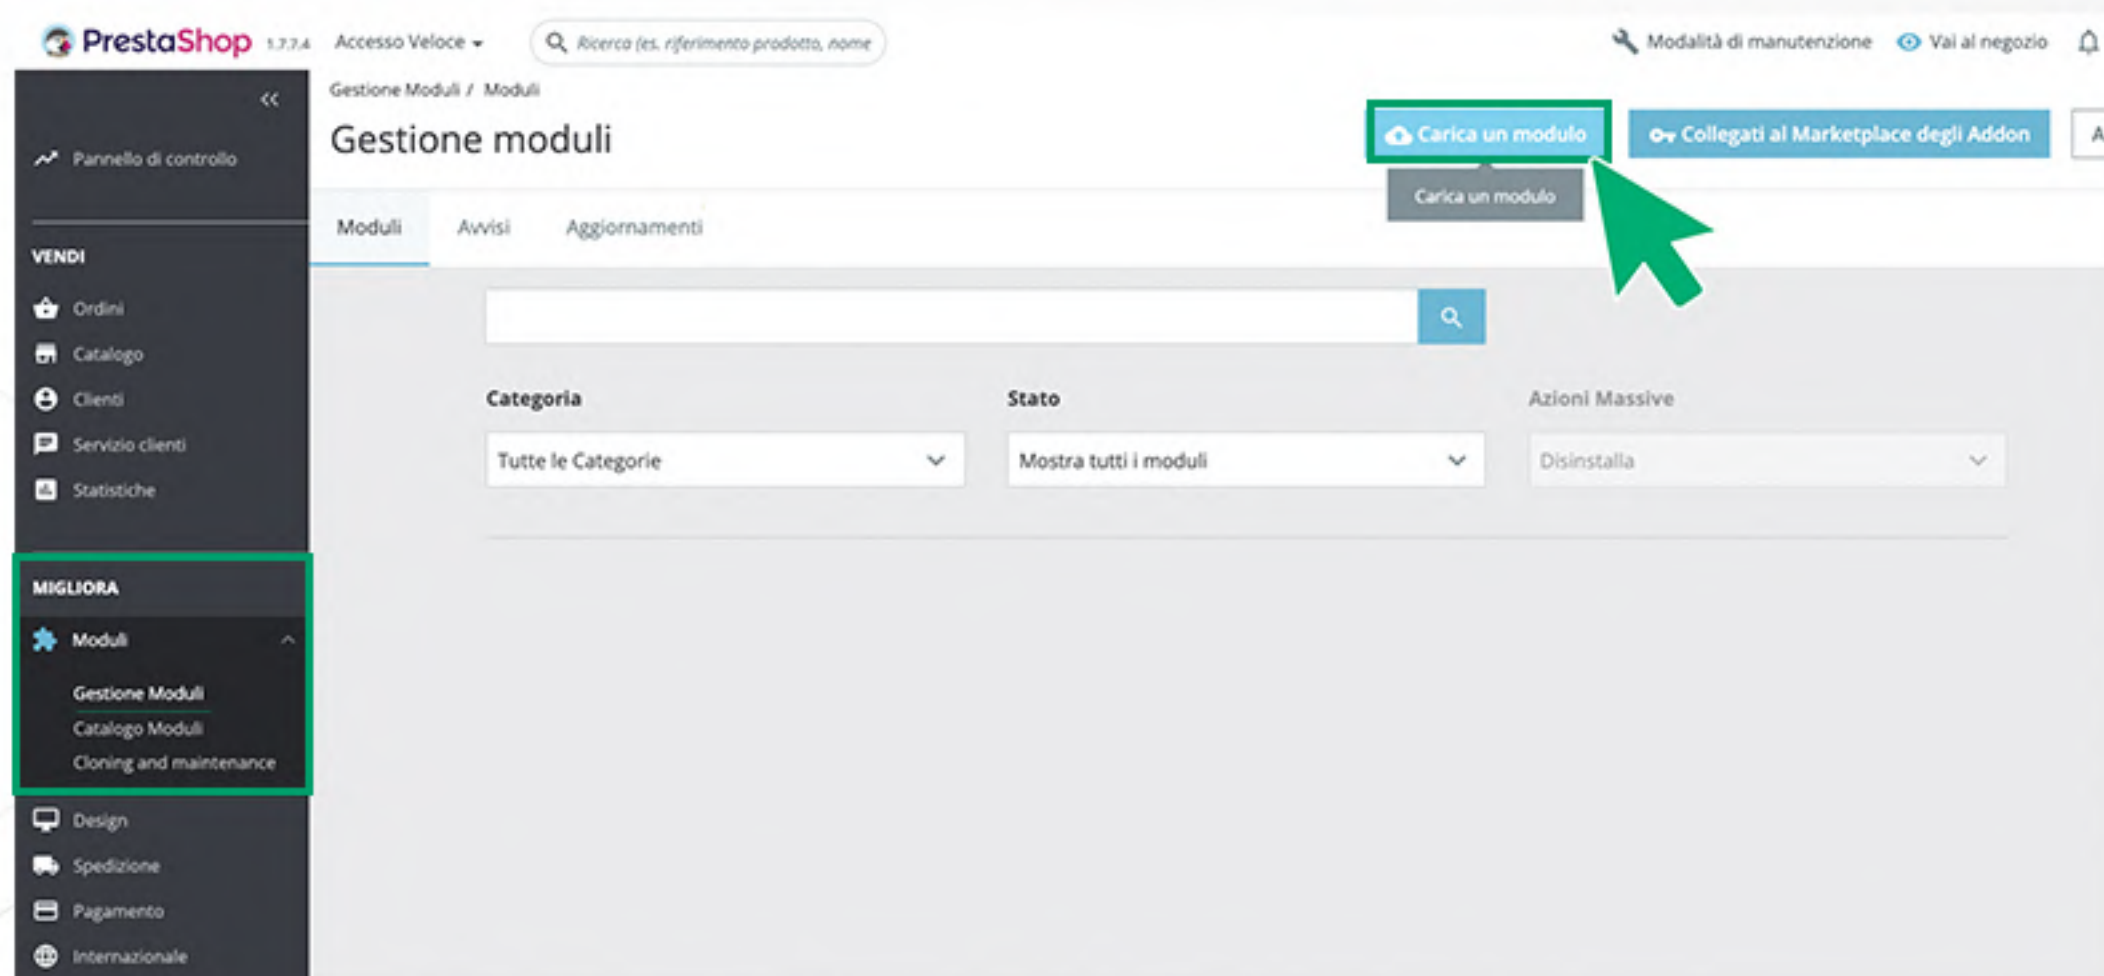 PrestaShop 1.7.7.4 Accesso Veloce Ricerca (es. riferimento prodotto, nome Modalità di manutenzione Vai al negozio
Gestione Moduli / Moduli
Gestione moduli
Carica un modulo
Collegati al Marketplace degli Addon
A
Carica un modulo
Moduli Avvisi Aggiornamenti
<<
Pannello di controllo
VENDI
Ordini
Catalogo
Clienti
Servizio clienti
Statistiche
MIGLIORA
Moduli
Gestione Moduli
Catalogo Moduli
Cloning and maintenance
Design
Spedizione
Pagamento
Internazionale
Categoria Stato Azioni Massive
Tutte le Categorie Mostra tutti i moduli Disinstalla